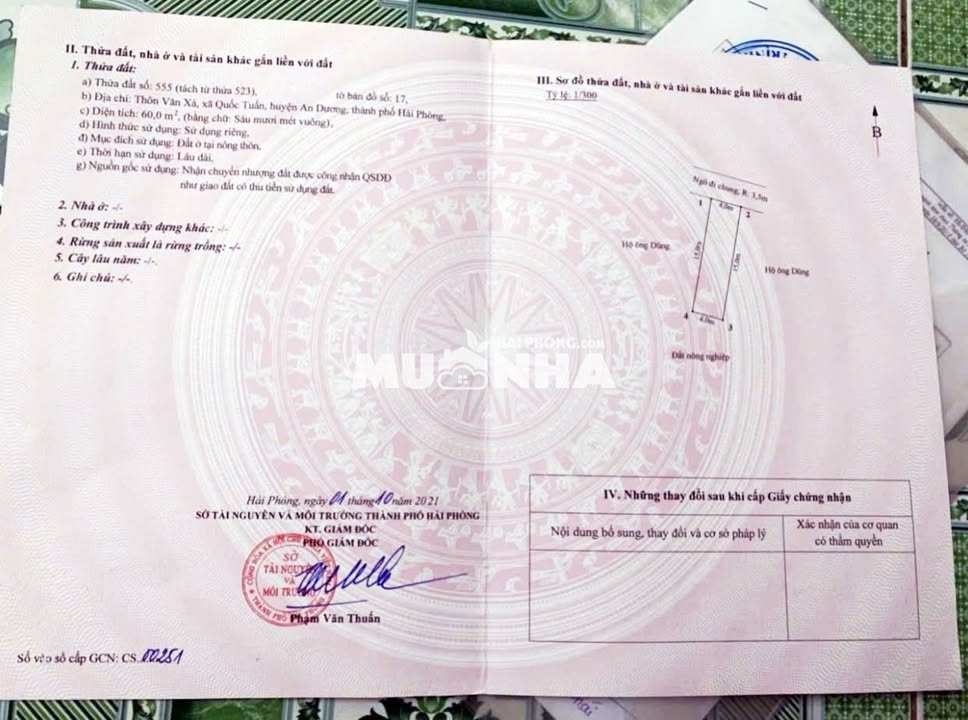 II. Thửa đất, nhà ở và tài sản khác gắn liền với đất
1. Thửa đất:
a) Thửa đất số: 555 (tách từ thửa 523), tờ bản đồ số: 17,
b) Địa chỉ: Thôn Văn Xá, xã Quốc Tuấn, huyện An Dương, thành phố Hải Phòng,
c) Diện tích: 60,0 m², (bằng chữ: Sáu mươi mét vuông),
d) Hình thức sử dụng: Sử dụng riêng,
đ) Mục đích sử dụng: Đất ở tại nông thôn,
e) Thời hạn sử dụng: Lâu dài,
g) Nguồn gốc sử dụng: Nhận chuyển nhượng đất được công nhận QSDĐ
như giao đất có thu tiền sử dụng đất.
2. Nhà ở: -/-
3. Công trình xây dựng khác: -/-
4. Rừng sản xuất là rừng trồng: -/-
5. Cây lâu năm: -/-.
6. Ghi chú: -/-.
Hải Phòng, ngày 01 tháng 10 năm 2021
SỞ TÀI NGUYÊN VÀ MÔI TRƯỜNG THÀNH PHỐ HẢI PHÒNG
KT. GIÁM ĐỐC
PHÓ GIÁM ĐỐC
SỞ
TÀI NGUYÊN
VÀ
MÔI TRƯỜNG
Phạm Văn Thuấn
Số vào sổ cấp GCN: CS 00251
III. Sơ đồ thửa đất, nhà ở và tài sản khác gắn liền với đất
Tỷ lệ: 1/300
B
Ngõ đi chung, R: 3,5m
1 4,0m 2
Hộ ông Dũng
15,0m 15,0m
Hộ ông Dũng
4 4,0m 3
Đất nông nghiệp
HAIPHONG.COM
MUANHA
IV. Những thay đổi sau khi cấp Giấy chứng nhận
Nội dung bổ sung, thay đổi và cơ sở pháp lý
Xác nhận của cơ quan
có thẩm quyền